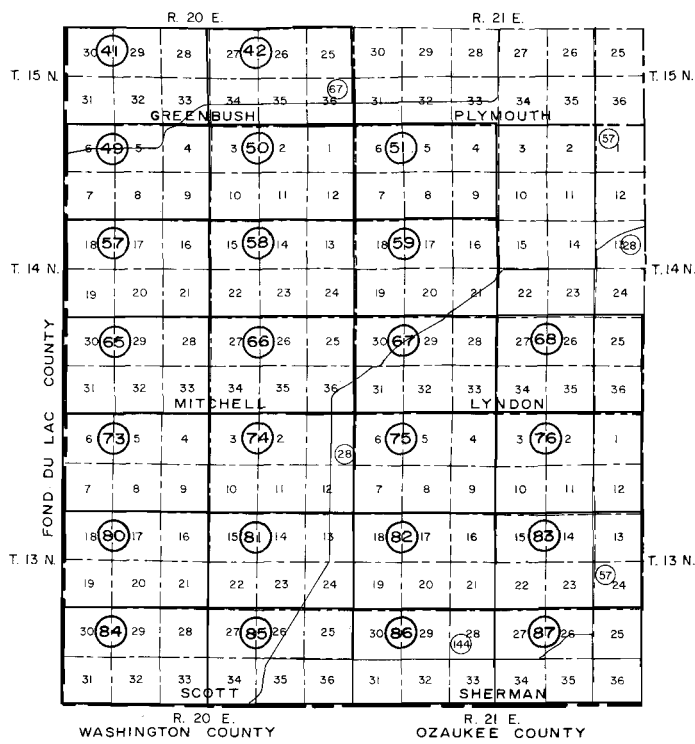 R. 20 E. R. 21 E.
30 41 29 28 27 42 26 25 30 29 28 27 26 25
T. 15 N. T. 15 N.
67
31 32 33 34 35 36 31 32 33 34 35 36
GREENBUSH PLYMOUTH
57
6 49 5 4 3 50 2 1 6 51 5 4 3 2 1
7 8 9 10 11 12 7 8 9 10 11 12
18 57 17 16 15 58 14 13 18 59 17 16 15 14 13 28
T. 14 N. T. 14 N.
19 20 21 22 23 24 19 20 21 22 23 24
30 65 29 28 27 66 26 25 30 67 29 28 27 68 26 25
31 32 33 34 35 36 31 32 33 34 35 36
MITCHELL LYNDON
FOND DU LAC COUNTY
6 73 5 4 3 74 2 6 75 5 4 3 76 2 1
28
7 8 9 10 11 12 7 8 9 10 11 12
18 80 17 16 15 81 14 13 18 82 17 16 15 83 14 13
T. 13 N. T. 13 N.
57
19 20 21 22 23 24 19 20 21 22 23 24
30 84 29 28 27 85 26 25 30 86 29 28 27 87 26 25
144
31 32 33 34 35 36 31 32 33 34 35 36
SCOTT SHERMAN
R. 20 E. R. 21 E.
WASHINGTON COUNTY OZAUKEE COUNTY